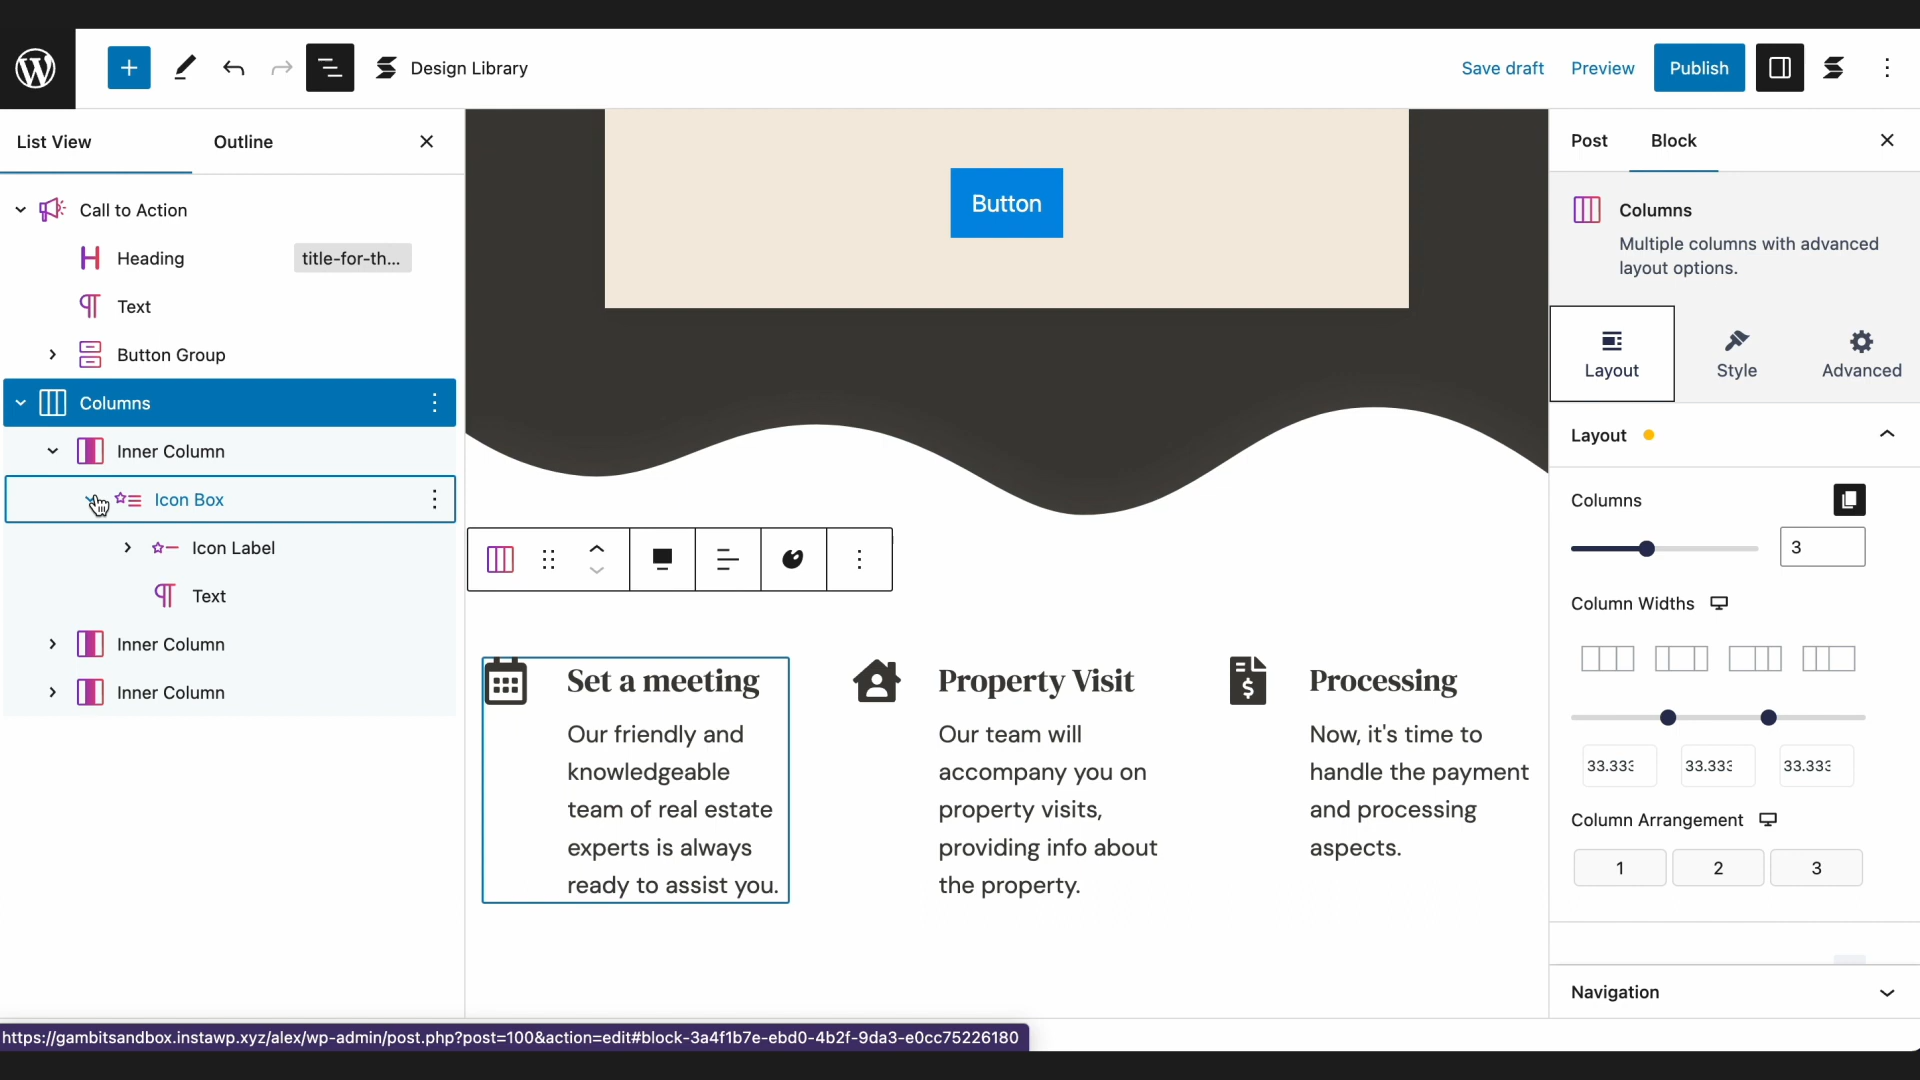 Design Library
Save draft
Preview
Publish
List View
Outline
Call to Action
Heading
title-for-th...
Text
Button Group
Columns
Inner Column
Icon Box
Icon Label
Text
Inner Column
Inner Column
Button
Set a meeting
Our friendly and
knowledgeable
team of real estate
experts is always
ready to assist you.
Property Visit
Our team will
accompany you on
property visits,
providing info about
the property.
Processing
Now, it's time to
handle the payment
and processing
aspects.
Post
Block
Columns
Multiple columns with advanced
layout options.
Layout
Style
Advanced
Layout
Columns
3
Column Widths
33.333
33.333
33.333
Column Arrangement
1
2
3
Navigation
https://gambitsandbox.instawp.xyz/alex/wp-admin/post.php?post=100&action=edit#block-3a4f1b7e-ebd0-4b2f-9da3-e0cc75226180